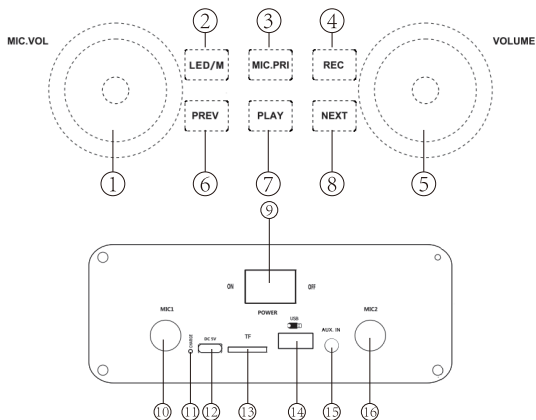 ② ③ ④
MIC.VOL VOLUME
LED/M MIC.PRI REC
PREV PLAY NEXT
① ⑥ ⑦ ⑧ ⑤
⑨
ON OFF
POWER
MIC1 USB MIC2
CHARGE DC 5V TF AUX. IN
⑩ ⑪ ⑫ ⑬ ⑭ ⑮ ⑯